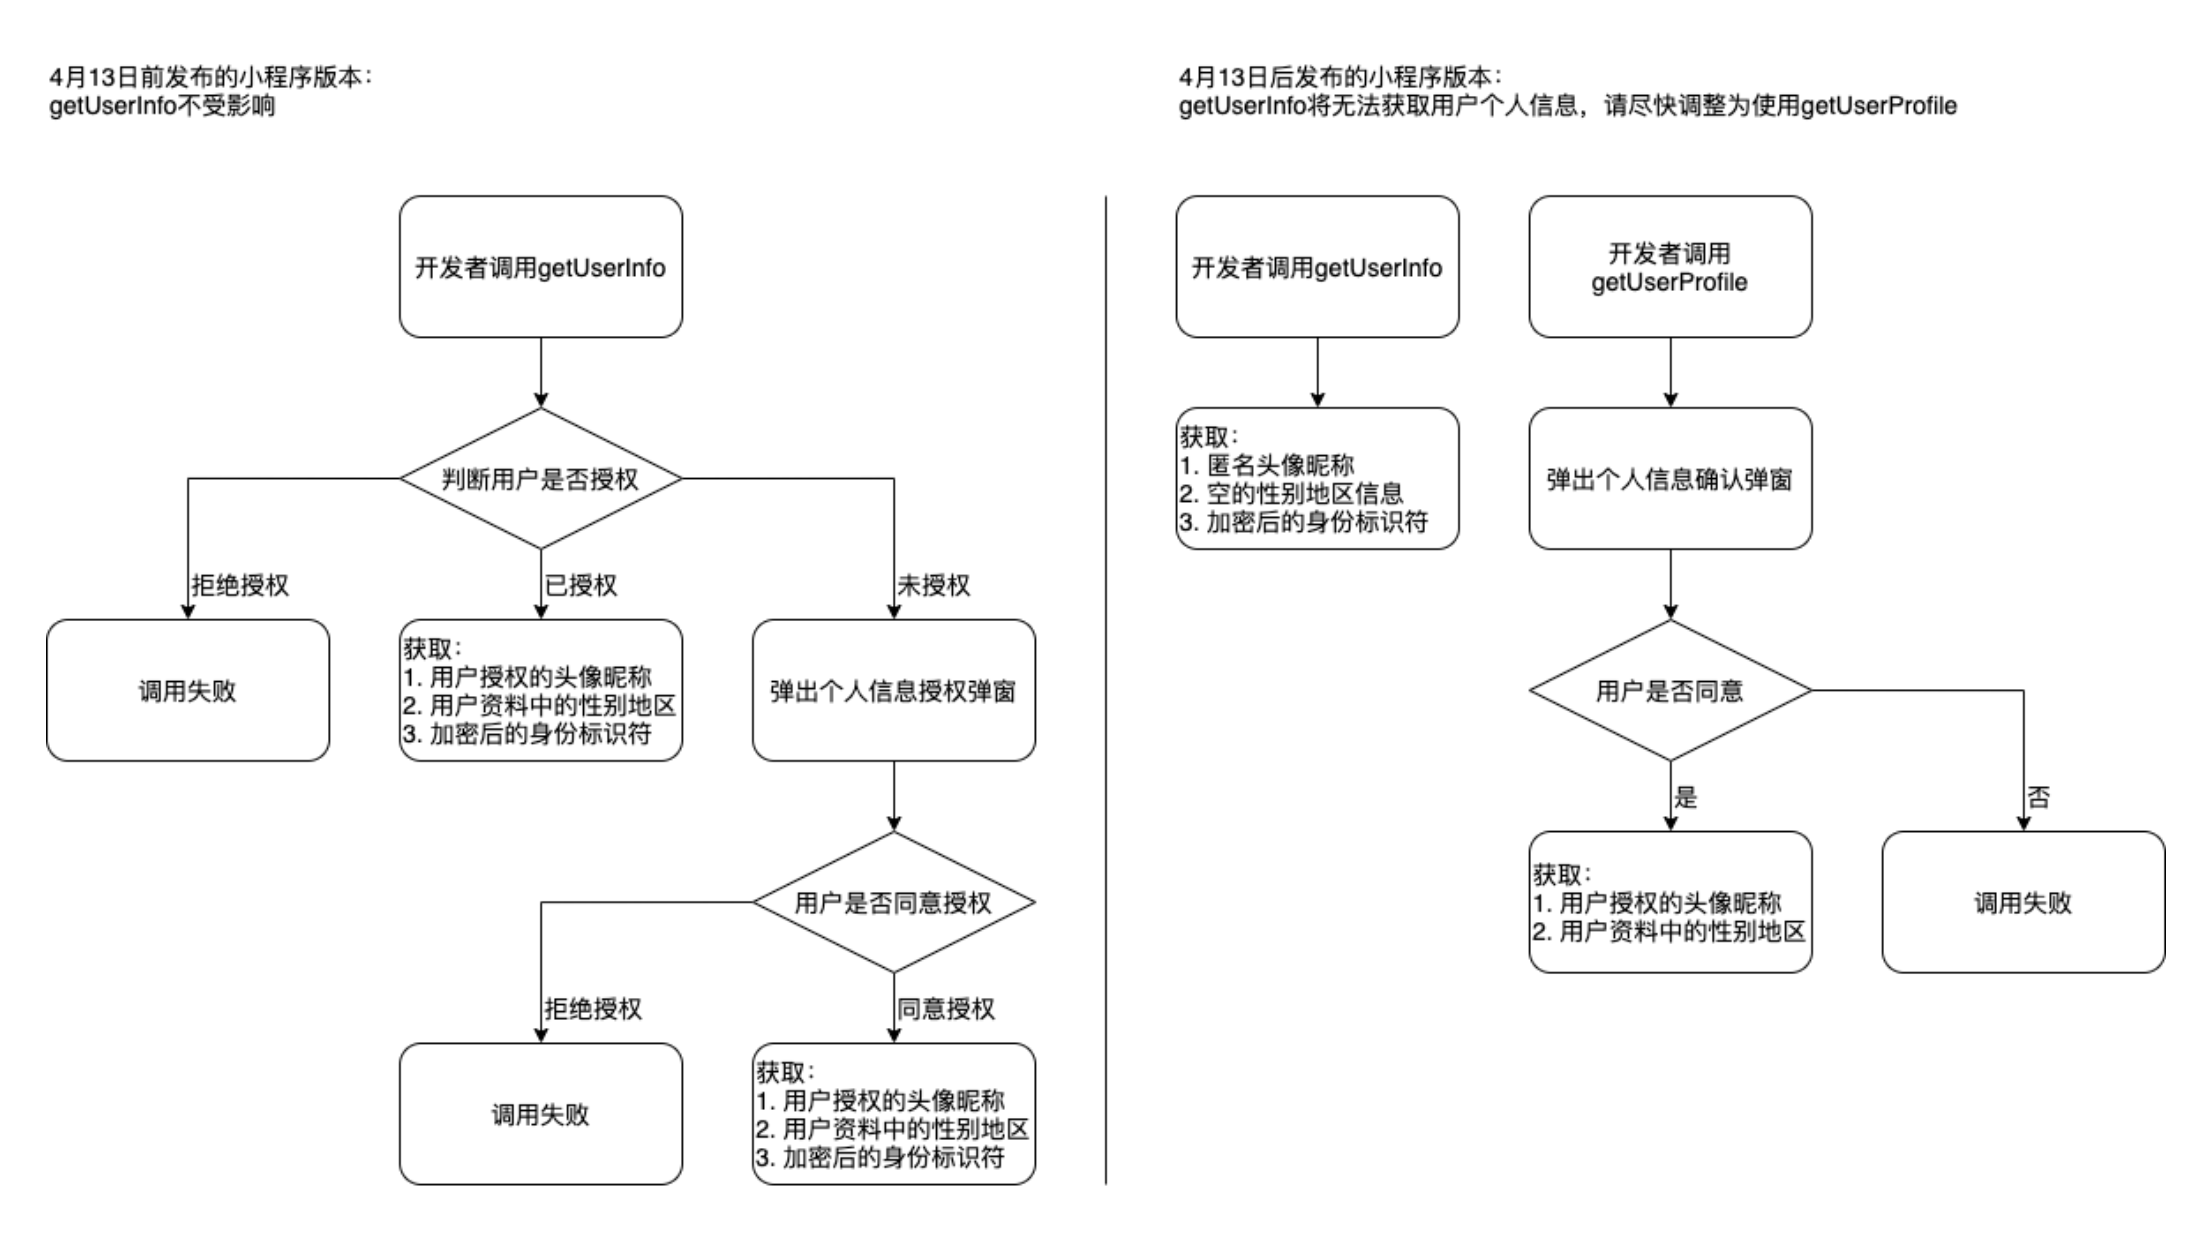 4月13日前发布的小程序版本：
getUserInfo不受影响
开发者调用getUserInfo
判断用户是否授权
拒绝授权
已授权
未授权
调用失败
获取：
1. 用户授权的头像昵称
2. 用户资料中的性别地区
3. 加密后的身份标识符
弹出个人信息授权弹窗
用户是否同意授权
拒绝授权
同意授权
调用失败
获取：
1. 用户授权的头像昵称
2. 用户资料中的性别地区
3. 加密后的身份标识符
4月13日后发布的小程序版本：
getUserInfo将无法获取用户个人信息，请尽快调整为使用getUserProfile
开发者调用getUserInfo
获取：
1. 匿名头像昵称
2. 空的性别地区信息
3. 加密后的身份标识符
开发者调用
getUserProfile
弹出个人信息确认弹窗
用户是否同意
是
否
获取：
1. 用户授权的头像昵称
2. 用户资料中的性别地区
调用失败